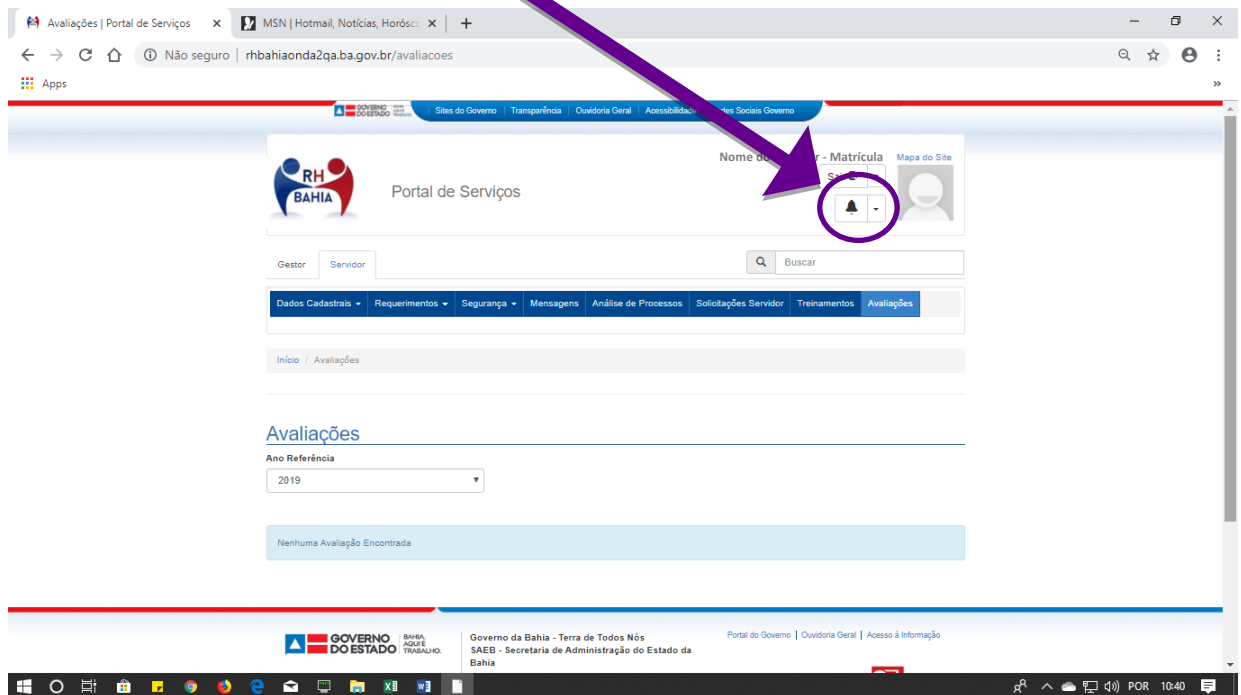 Avaliações | Portal de Serviços
MSN | Hotmail, Notícias, Horósc
Não seguro | rhbahiaonda2qa.ba.gov.br/avaliacoes
Apps
»
GOVERNO DO ESTADO
Sites do Governo | Transparência | Ouvidoria Geral | Acessibilidade des Sociais Governo
Nome do r - Matrícula Mapa do Site
RH BAHIA
Portal de Serviços
Gestor Servidor
Buscar
Dados Cadastrais Requerimentos Segurança Mensagens Análise de Processos Solicitações Servidor Treinamentos Avaliações
Início / Avaliações
Avaliações
Ano Referência
2019
Nenhuma Avaliação Encontrada
GOVERNO DO ESTADO
BAHIA. AQUI É TRABALHO.
Governo da Bahia - Terra de Todos Nós
SAEB - Secretaria de Administração do Estado da
Bahia
Portal do Governo | Ouvidoria Geral | Acesso à Informação
POR 10:40